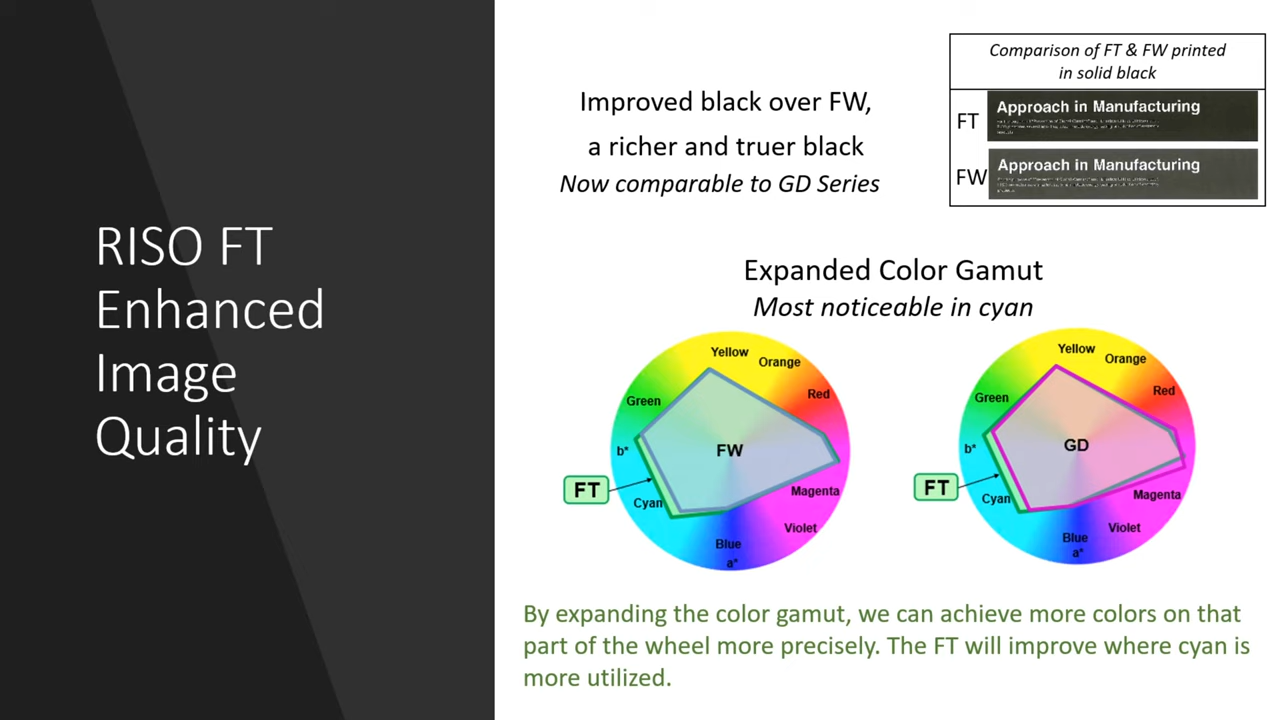 RISO FT
Enhanced
Image
Quality
Improved black over FW,
a richer and truer black
Now comparable to GD Series
Comparison of FT & FW printed
in solid black
FT
Approach in Manufacturing
FW
Approach in Manufacturing
Expanded Color Gamut
Most noticeable in cyan
Yellow
Orange
Red
Green
b*
FW
FT
Cyan
Magenta
Violet
Blue
a*
Yellow
Orange
Red
Green
b*
GD
FT
Cyan
Magenta
Violet
Blue
a*
By expanding the color gamut, we can achieve more colors on that
part of the wheel more precisely. The FT will improve where cyan is
more utilized.